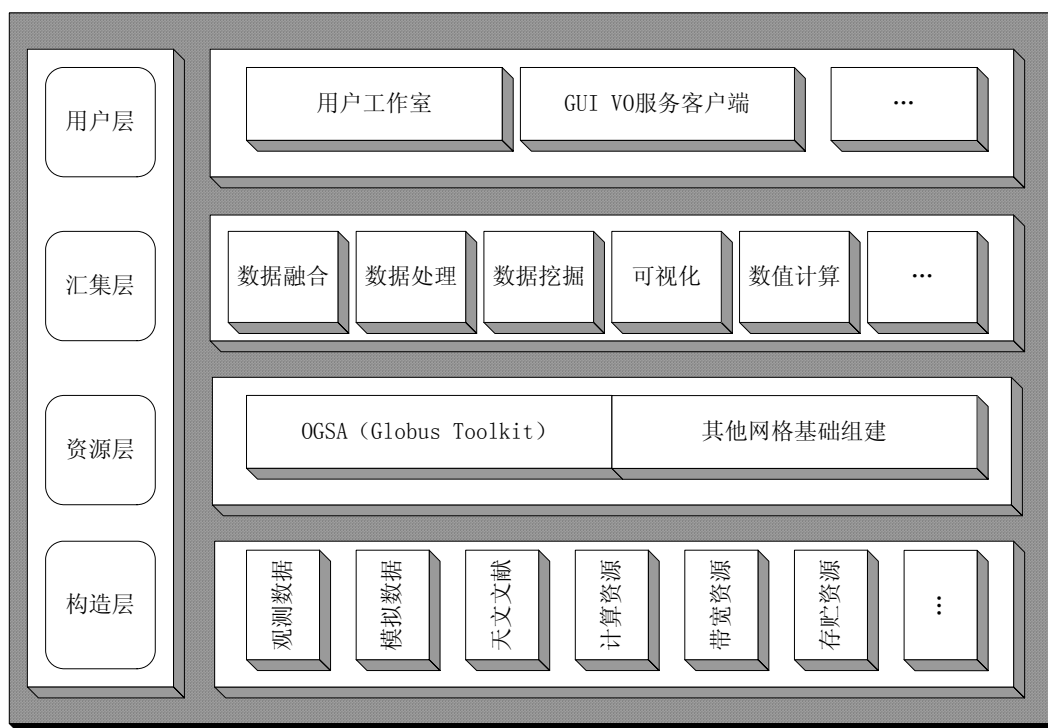 用户层
用户工作室
GUI VO服务客户端
…
汇集层
数据融合
数据处理
数据挖掘
可视化
数值计算
…
资源层
OGSA（Globus Toolkit）
其他网格基础组建
构造层
观测数据
模拟数据
天文文献
计算资源
带宽资源
存贮资源
…